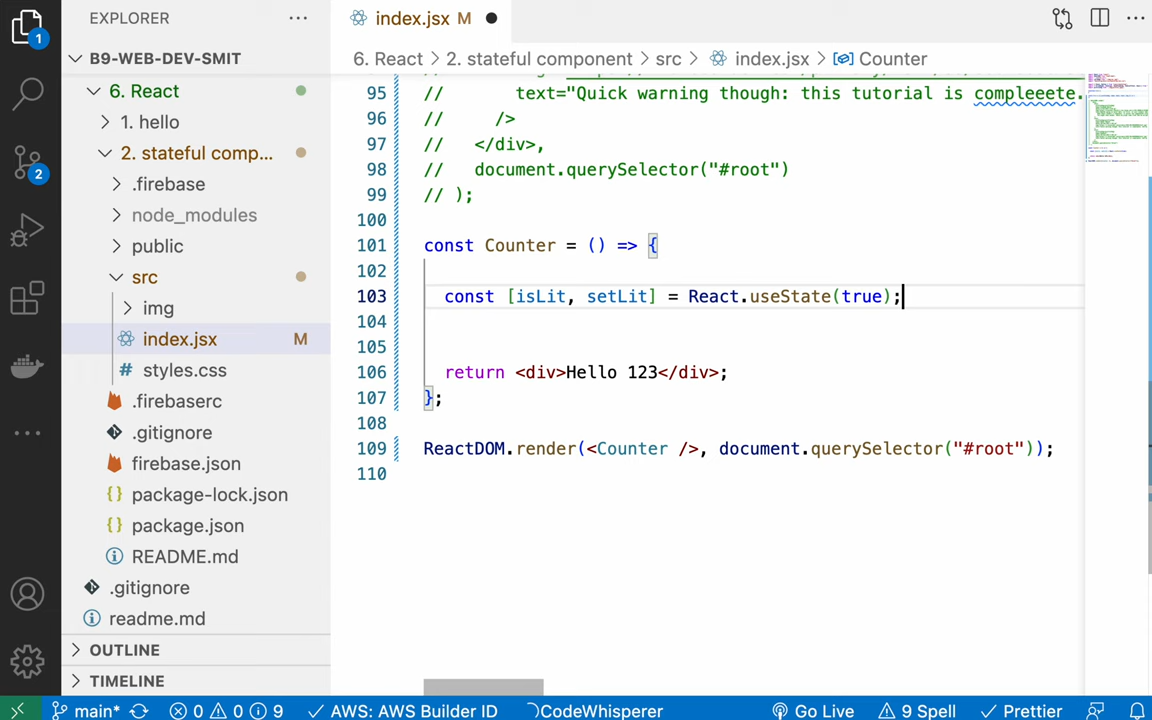 EXPLORER
index.jsx M
B9-WEB-DEV-SMIT
6. React > 2. stateful component > src > index.jsx > Counter
6. React
1. hello
2. stateful comp...
.firebase
node_modules
public
src
img
index.jsx M
styles.css
.firebaserc
.gitignore
firebase.json
package-lock.json
package.json
README.md
.gitignore
readme.md
OUTLINE
TIMELINE
1
2
95 // text="Quick warning though: this tutorial is compleeete.
96 // />
97 // </div>,
98 // document.querySelector("#root")
99 // );
100
101 const Counter = () => {
102
103 const [isLit, setLit] = React.useState(true);
104
105
106 return <div>Hello 123</div>;
107 };
108
109 ReactDOM.render(<Counter />, document.querySelector("#root"));
110
main* 0 0 9 AWS: AWS Builder ID CodeWhisperer Go Live 9 Spell Prettier